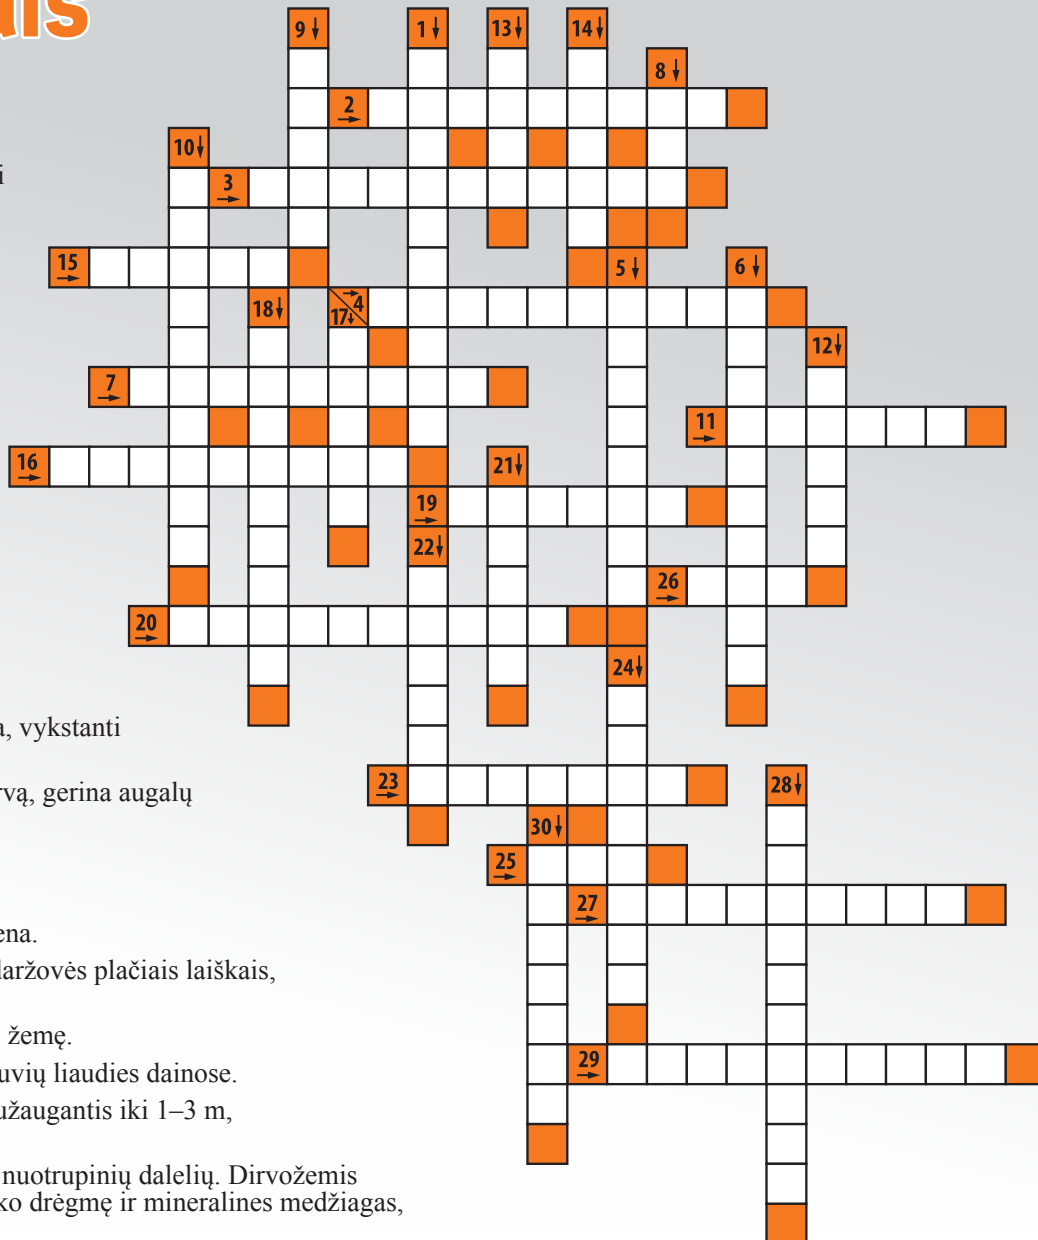 ais
9 1 13 14
8
2
10
i
3
15 5 6
18 4
17
12
7
11
16 21
19
22
26
20
24
a, vykstanti
23 28
rvą, gerina augalų
30
25
27
ena.
daržovės plačiais laiškais,
žemę.
29
uvių liaudies dainose.
užaugantis iki 1–3 m,
nuotrupinių dalelių. Dirvožemis
ko drėgmę ir mineralines medžiagas,